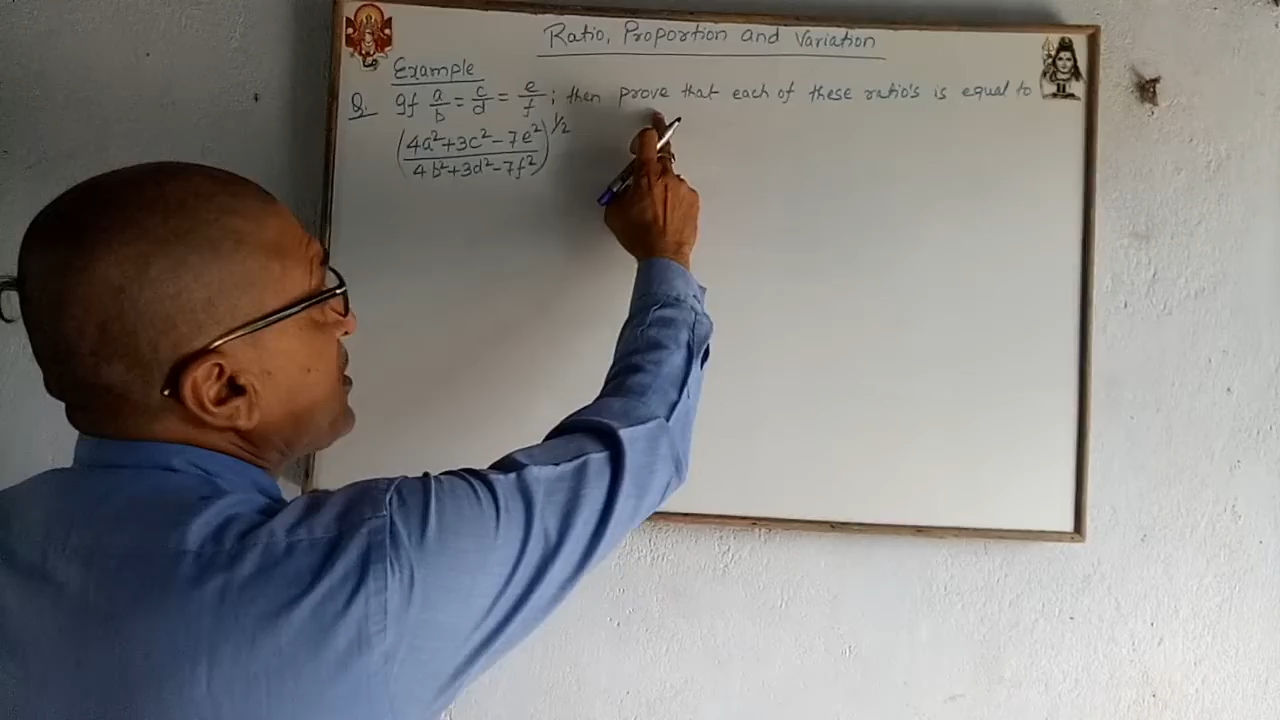 Ratio, Proportion and Variation
Example
Q. If a/b = c/d = e/f ; then prove that each of these ratio's is equal to
((4a²+3c²-7e²)/(4b²+3d²-7f²))^1/2